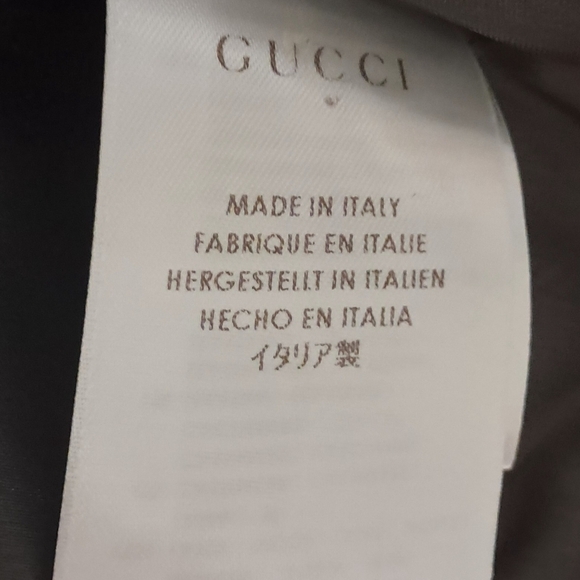 GUCCI
MADE IN ITALY
FABRIQUE EN ITALIE
HERGESTELLT IN ITALIEN
HECHO EN ITALIA
イタリア製